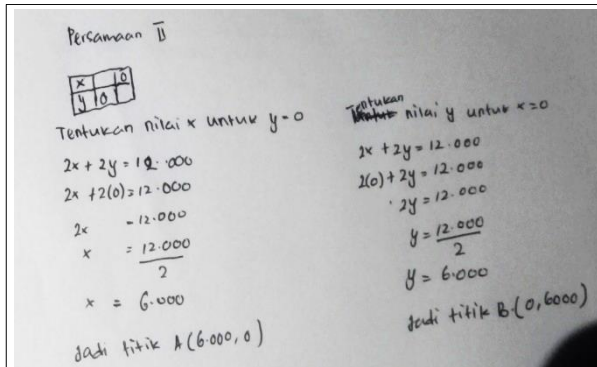 Persamaan II
x 0
y 0
Tentukan nilai x untuk y=0
2x + 2y = 12.000
2x + 2(0) = 12.000
2x = 12.000
x = 12.000
2
x = 6.000
Jadi titik A (6.000, 0)
Tentukan
nilai y untuk x=0
2x + 2y = 12.000
2(0) + 2y = 12.000
2y = 12.000
y = 12.000
2
y = 6.000
Jadi titik B. (0, 6000)